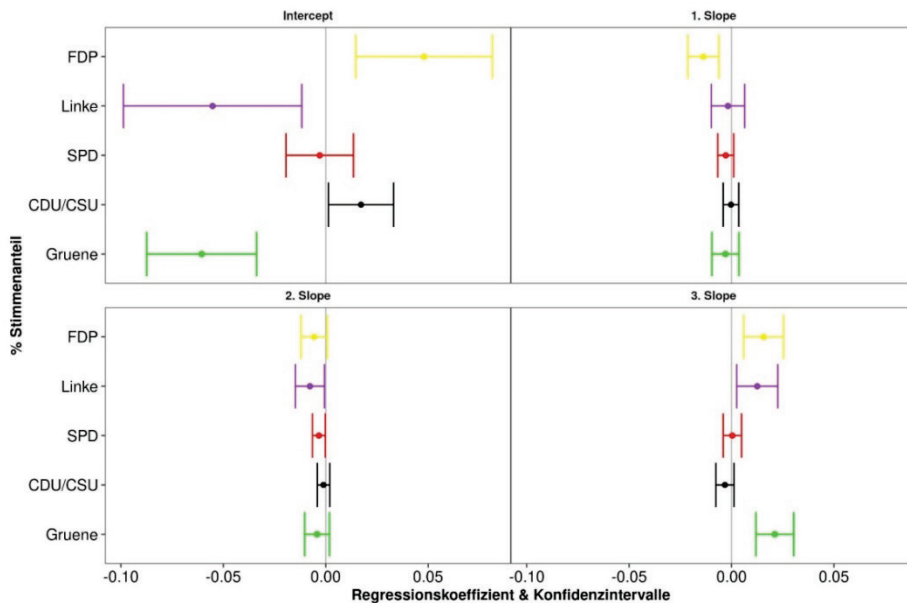 Intercept
1. Slope
FDP
Linke
SPD
CDU/CSU
Gruene
% Stimmenanteil
2. Slope
3. Slope
FDP
Linke
SPD
CDU/CSU
Gruene
-0.10 -0.05 0.00 0.05 -0.10 -0.05 0.00 0.05
Regressionskoeffizient & Konfidenzintervalle